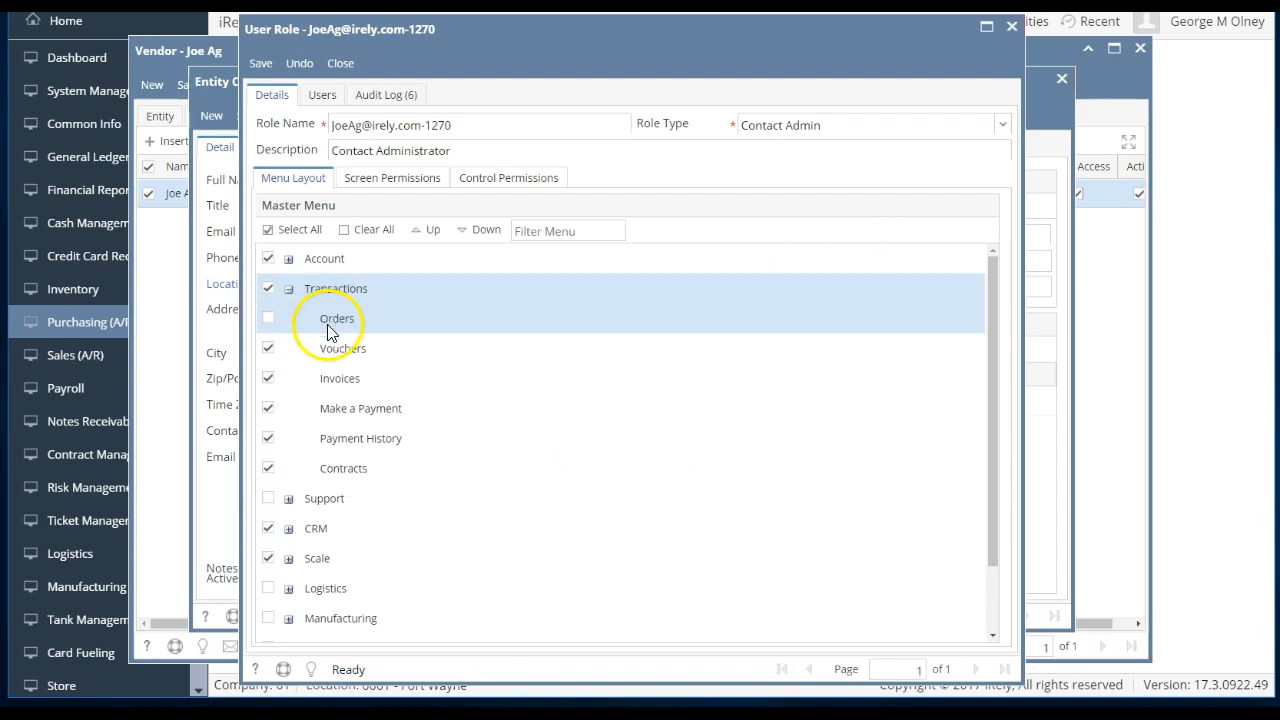 Home
iRe
ities
Recent
George M Olney
Dashboard
System Manage
Common Info
General Ledger
Financial Repor
Cash Managem
Credit Card Rec
Inventory
Purchasing (A/P
Sales (A/R)
Payroll
Notes Receivab
Contract Manag
Risk Manageme
Ticket Manager
Logistics
Manufacturing
Tank Managem
Card Fueling
Store
Vendor - Joe Ag
New
Sa
Entity
Insert
Nam
Joe A
Access
Acti
Entity C
New
Detail
Full Na
Title
Email
Phone
Locati
Addre
City
Zip/Po
Time Z
Conta
Email
Notes
Active
User Role - JoeAg@irely.com-1270
Save Undo Close
Details Users Audit Log (6)
Role Name * JoeAg@irely.com-1270 Role Type * Contact Admin
Description Contact Administrator
Menu Layout Screen Permissions Control Permissions
Master Menu
Select All Clear All Up Down Filter Menu
Account
Transactions
Orders
Vouchers
Invoices
Make a Payment
Payment History
Contracts
Support
CRM
Scale
Logistics
Manufacturing
? Ready Page 1 of 1
?
?
1 of 1
Company: 01 Location: 0001 - Fort Wayne
Copyright © 2017 iRely, All rights reserved
Version: 17.3.0922.49